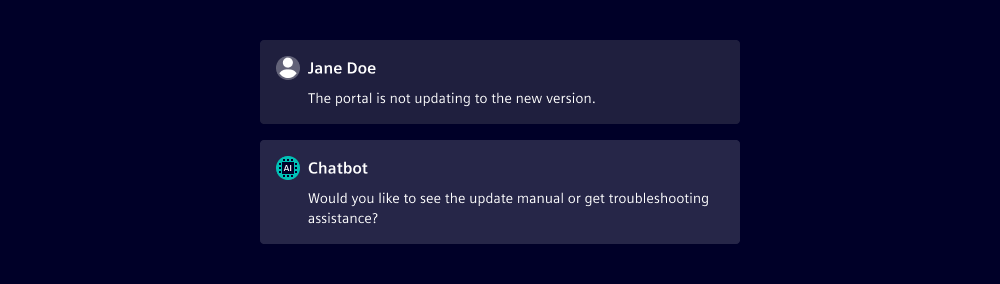 Jane Doe
The portal is not updating to the new version.
AI
Chatbot
Would you like to see the update manual or get troubleshooting
assistance?